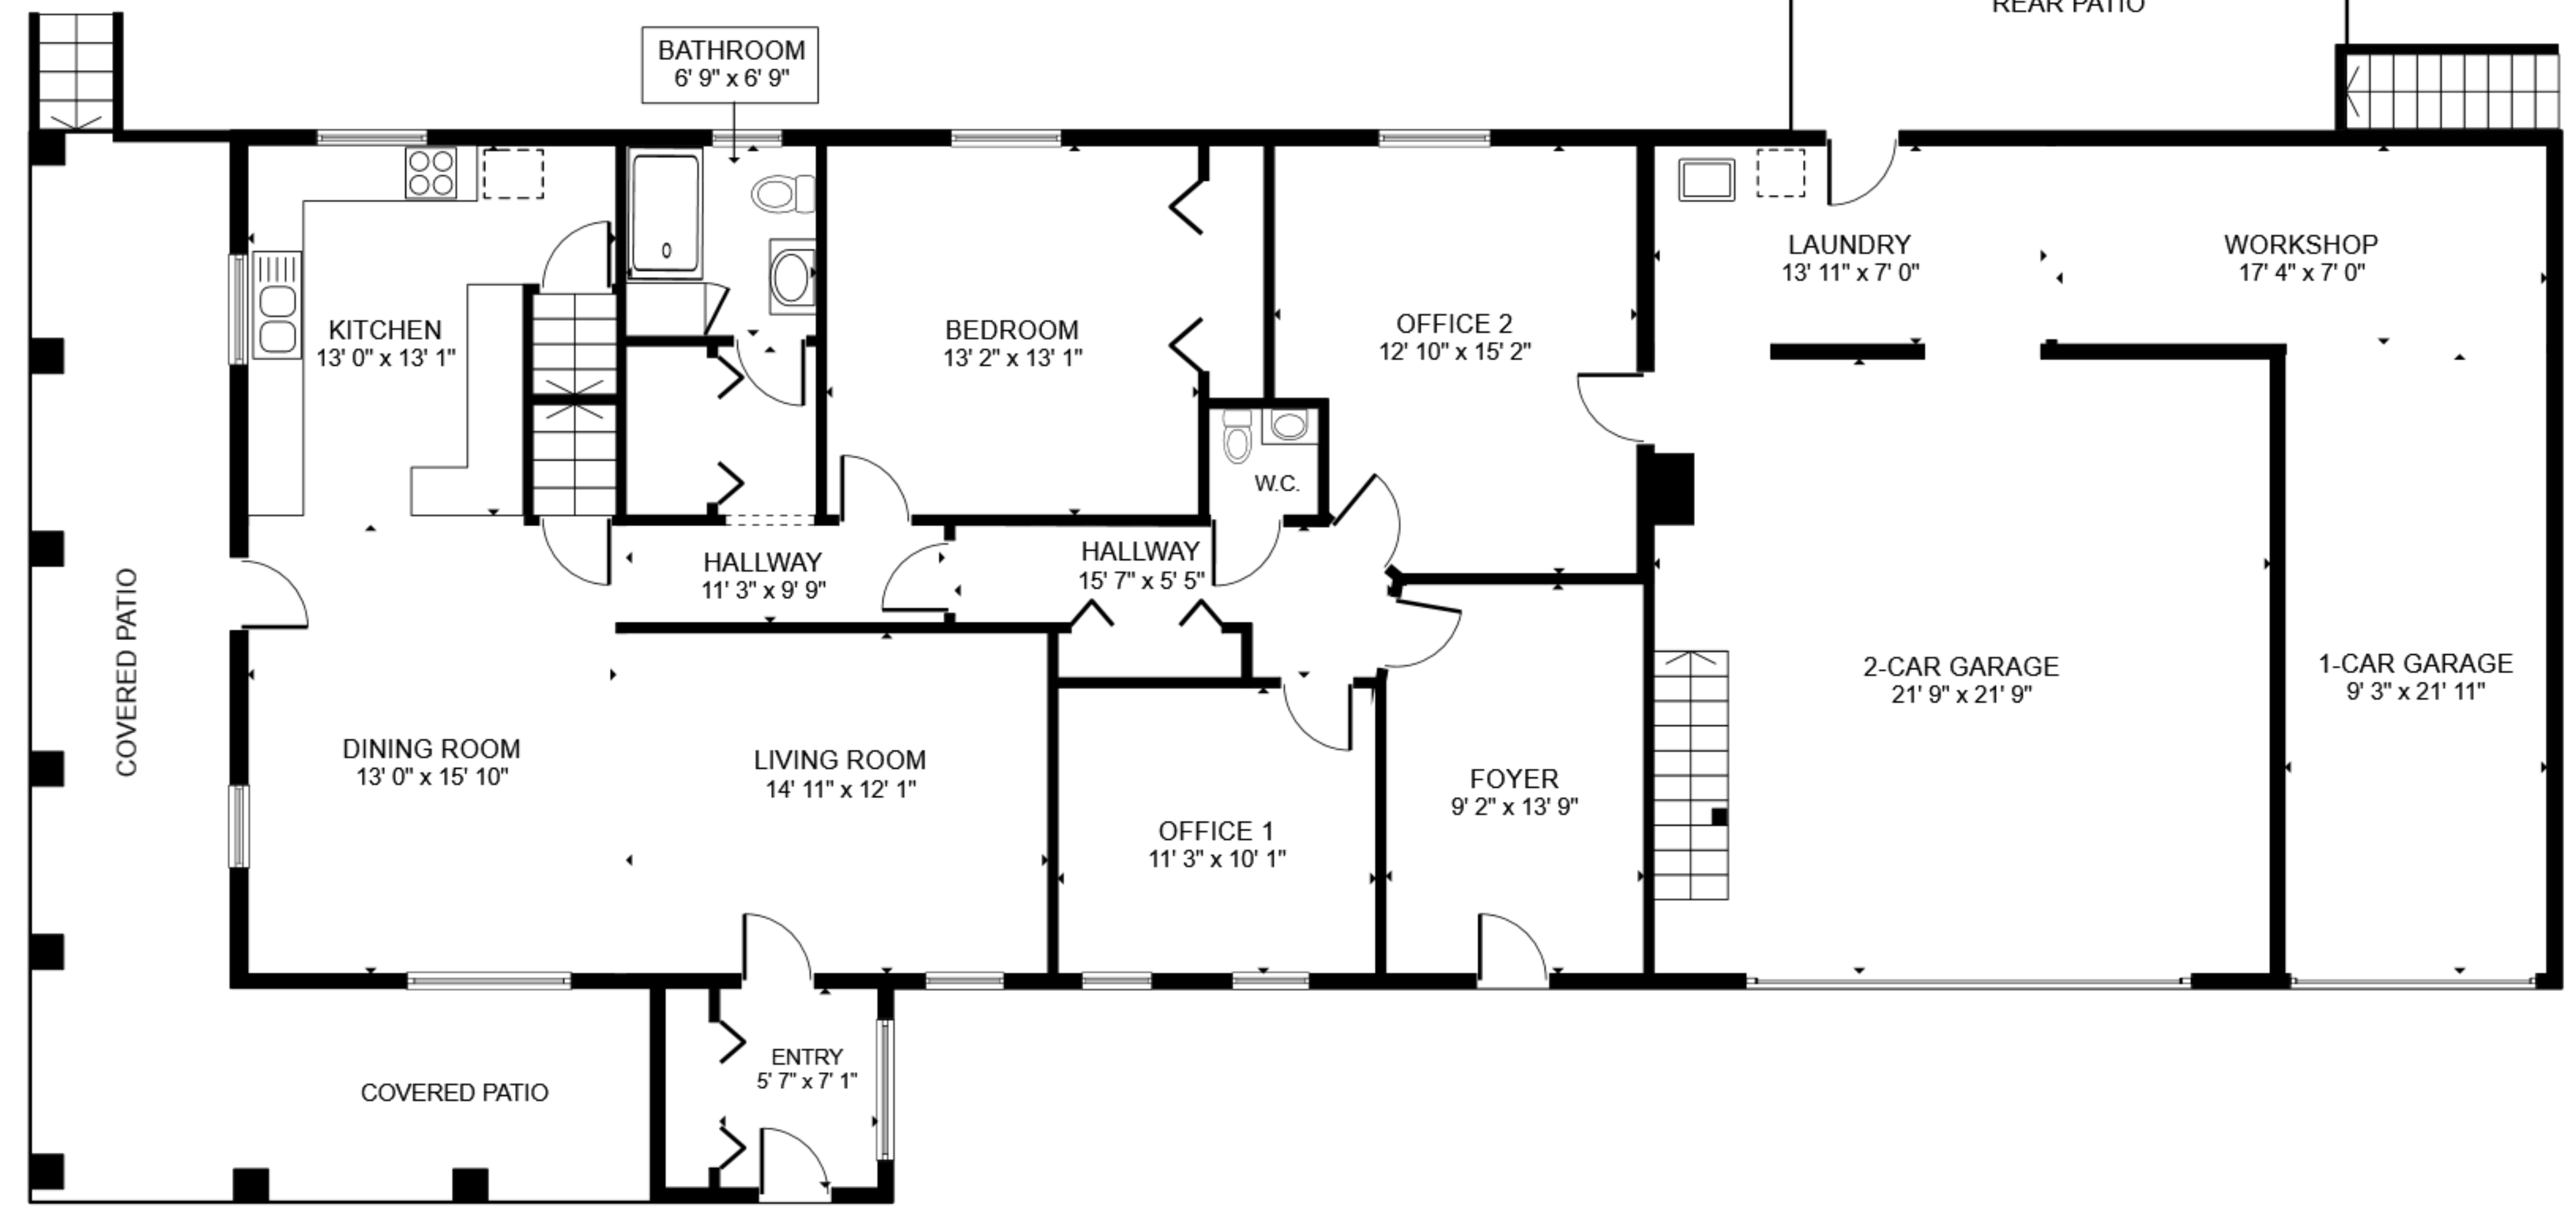 REAR PATIO
BATHROOM
6' 9" x 6' 9"
KITCHEN
13' 0" x 13' 1"
BEDROOM
13' 2" x 13' 1"
OFFICE 2
12' 10" x 15' 2"
LAUNDRY
13' 11" x 7' 0"
WORKSHOP
17' 4" x 7' 0"
W.C.
HALLWAY
11' 3" x 9' 9"
HALLWAY
15' 7" x 5' 5"
COVERED PATIO
DINING ROOM
13' 0" x 15' 10"
LIVING ROOM
14' 11" x 12' 1"
OFFICE 1
11' 3" x 10' 1"
FOYER
9' 2" x 13' 9"
2-CAR GARAGE
21' 9" x 21' 9"
1-CAR GARAGE
9' 3" x 21' 11"
ENTRY
5' 7" x 7' 1"
COVERED PATIO